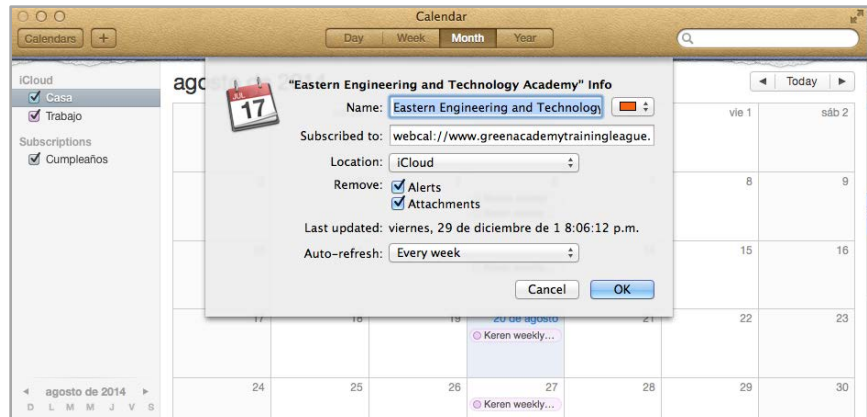 Calendar
Calendars + Day Week Month Year
iCloud
Casa
Trabajo
Subscriptions
Cumpleaños
Today
"Eastern Engineering and Technology Academy" Info
JUL
17
Name: Eastern Engineering and Technology
Subscribed to: webcal://www.greenacademytrainingleague.
Location: iCloud
Remove: Alerts
Attachments
Last updated: viernes, 29 de diciembre de 1 8:06:12 p.m.
Auto-refresh: Every week
Cancel OK
vie 1 sáb 2
8 9
15 16
17 18 19 20 de agosto 21 22 23
Keren weekly...
24 25 26 27 28 29 30
Keren weekly...
agosto de 2014
D L M M J V S